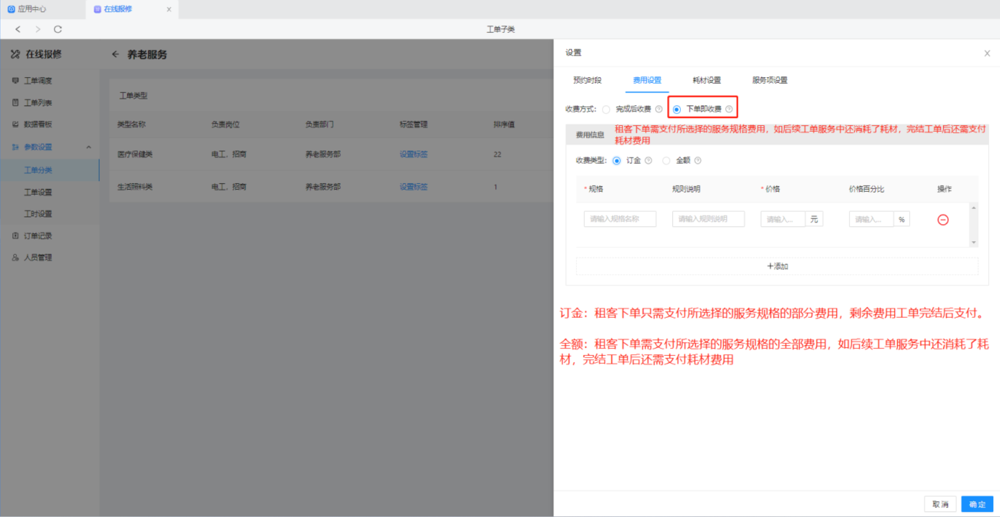 应用中心
在线报修
工单子类
在线报修
养老服务
工单调度
工单列表
数据看板
参数设置
工单分类
工单设置
工时设置
订单记录
人员管理
工单类型
类型名称 负责岗位 负责部门 标签管理 排序值
医疗保健类 电工，招商 养老服务部 设置标签 22
生活照料类 电工，招商 养老服务部 设置标签 1
设置
预约时段 费用设置 耗材设置 服务项设置
收费方式: 完成后收费 下单即收费
费用信息
租客下单需支付所选择的服务规格费用，如后续工单服务中还消耗了耗材，完结工单后还需支付
耗材费用
收费类型: 订金 全额
* 规格 规则说明 * 价格 价格百分比 操作
请输入规格名称 请输入规则说明 请输入... 元 请输入... %
+添加
订金：租客下单只需支付所选择的服务规格的部分费用，剩余费用工单完结后支付。
全额：租客下单需支付所选择的服务规格的全部费用，如后续工单服务中还消耗了耗
材，完结工单后还需支付耗材费用
取消 确定